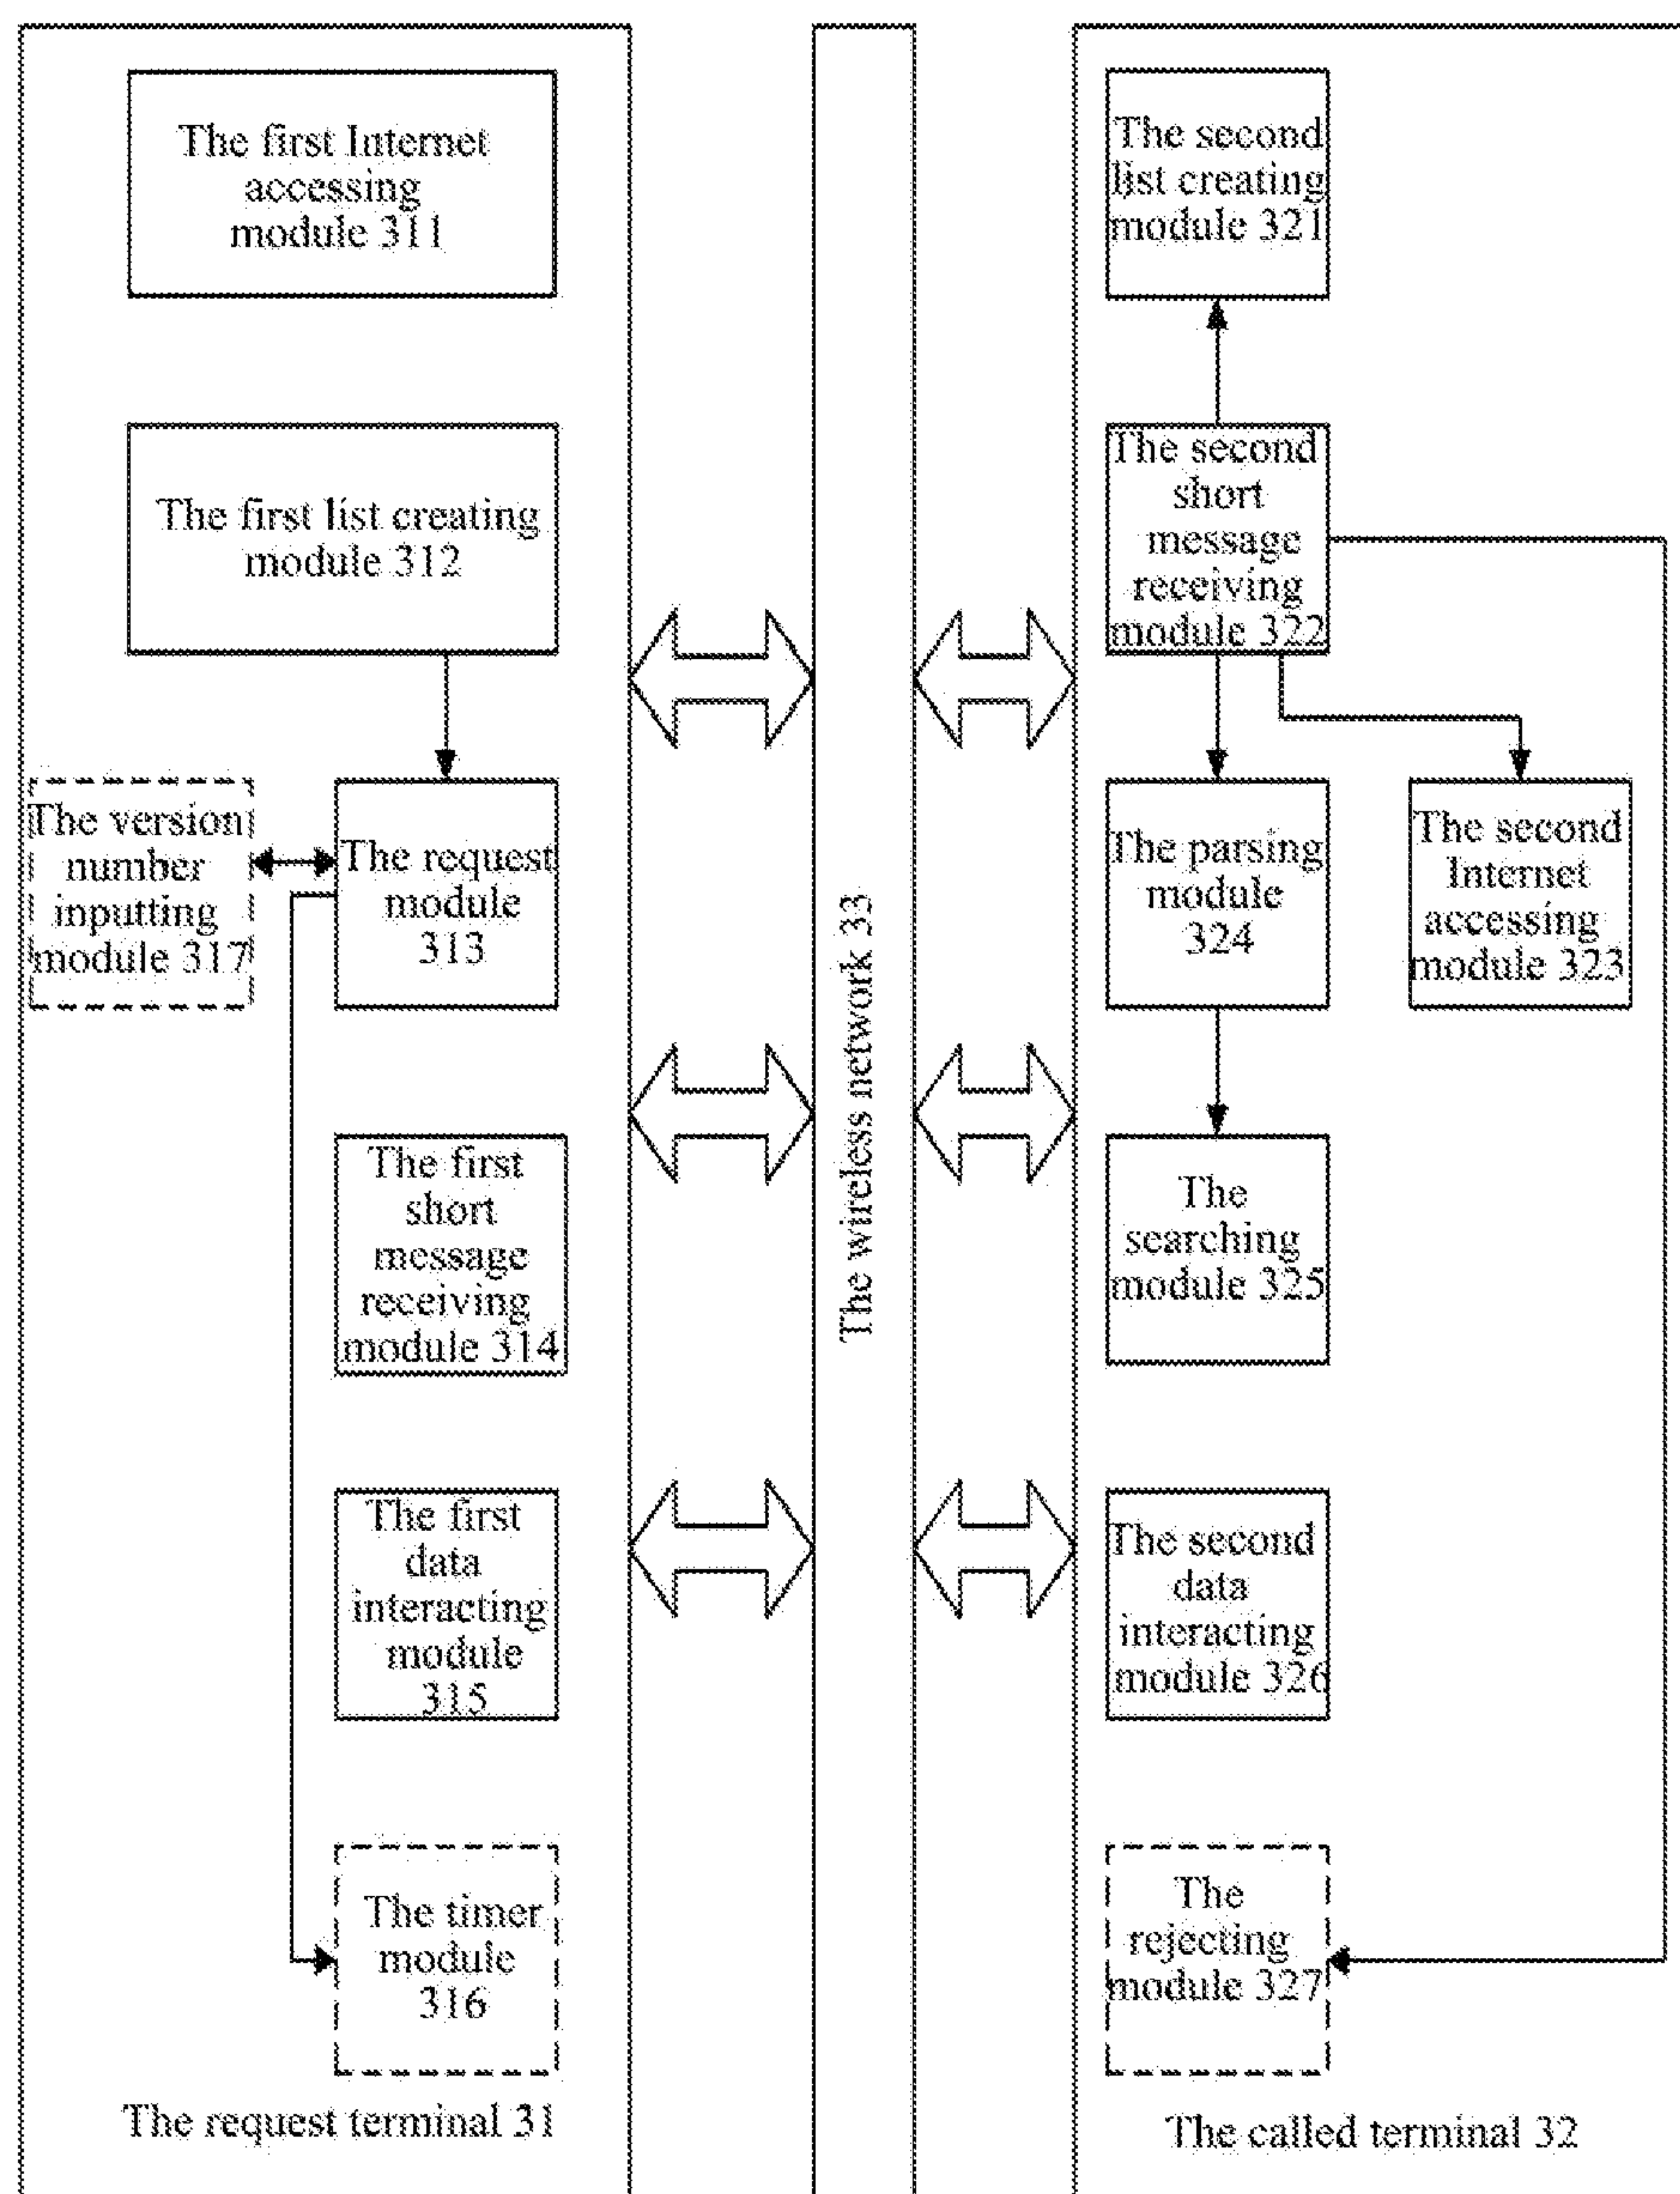 The first Internet
accessing
module 311
The first list creating
module 312
The version
number
inputting
module 317
The request
module
313
The first
short
message
receiving
module 314
The first
data
interacting
module
315
The timer
module
316
The request terminal 31
The wireless network 33
The second
list creating
module 321
The second
short
message
receiving
module 322
The parsing
module
324
The second
Internet
accessing
module 323
The
searching
module 325
The second
data
interacting
module 326
The
rejecting
module 327
The called terminal 32